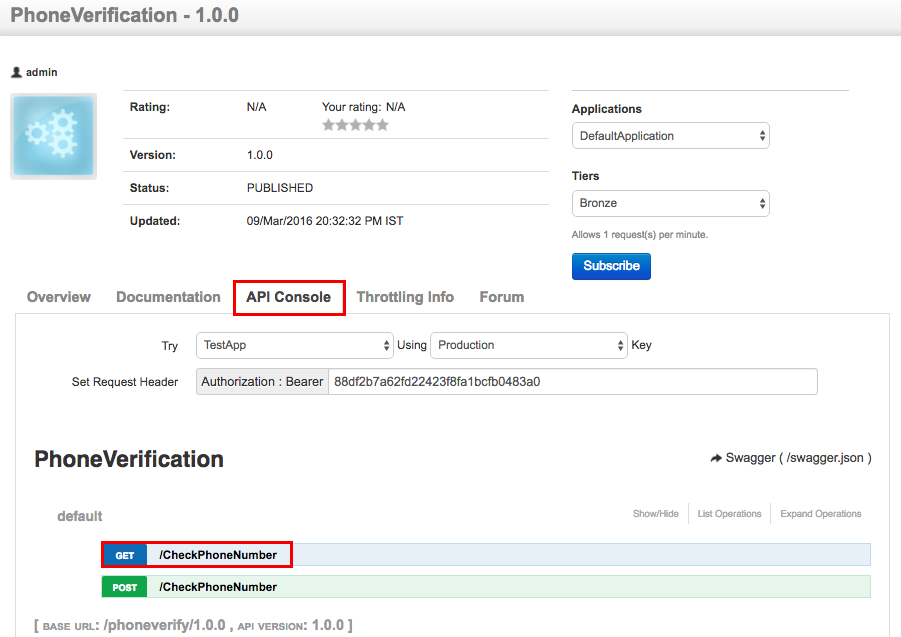 PhoneVerification - 1.0.0
admin
Rating: N/A Your rating: N/A
Version: 1.0.0
Status: PUBLISHED
Updated: 09/Mar/2016 20:32:32 PM IST
Applications
DefaultApplication
Tiers
Bronze
Allows 1 request(s) per minute.
Subscribe
Overview Documentation API Console Throttling Info Forum
Try TestApp Using Production Key
Set Request Header Authorization : Bearer 88df2b7a62fd22423f8fa1bcfb0483a0
PhoneVerification Swagger ( /swagger.json )
default Show/Hide List Operations Expand Operations
GET /CheckPhoneNumber
POST /CheckPhoneNumber
[ BASE URL: /phoneverify/1.0.0 , API VERSION: 1.0.0 ]